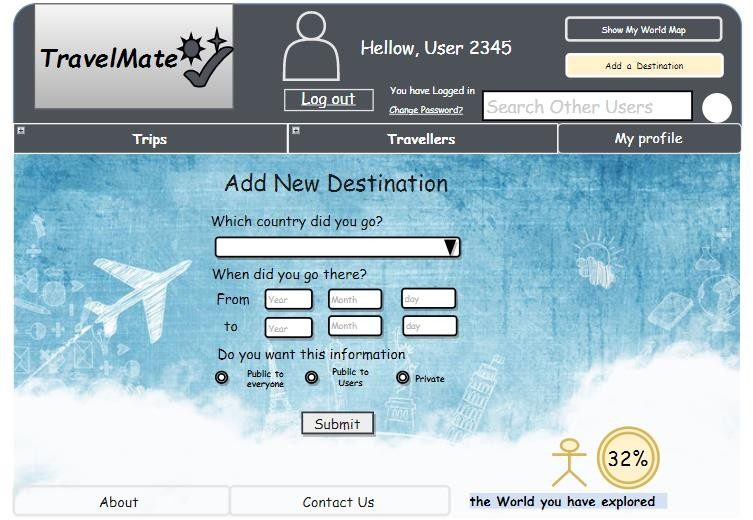 TravelMate
Hellow, User 2345
Show My World Map
Add a Destination
You have Logged in
Log out
Change Password?
Search Other Users
Trips
Travellers
My profile
Add New Destination
Which country did you go?
When did you go there?
From Year Month day
to Year Month day
Do you want this information
Public to
everyone
Public to
Users
Private
Submit
32%
the World you have explored
About
Contact Us